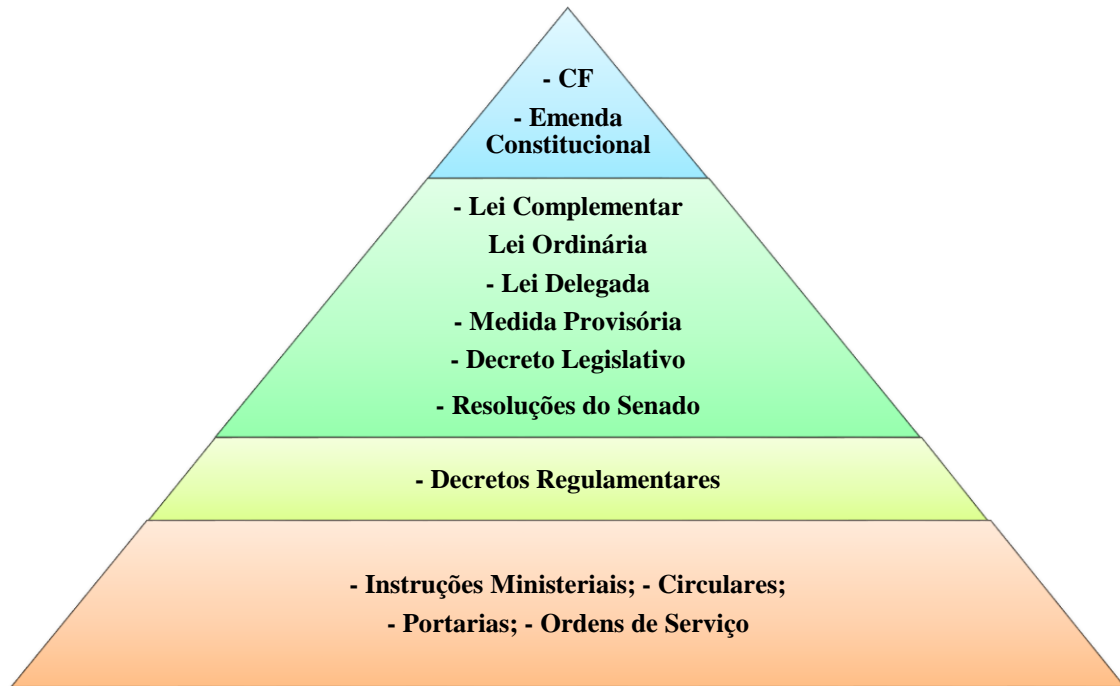 - CF
- Emenda
Constitucional
- Lei Complementar
Lei Ordinária
- Lei Delegada
- Medida Provisória
- Decreto Legislativo
- Resoluções do Senado
- Decretos Regulamentares
- Instruções Ministeriais; - Circulares;
- Portarias; - Ordens de Serviço